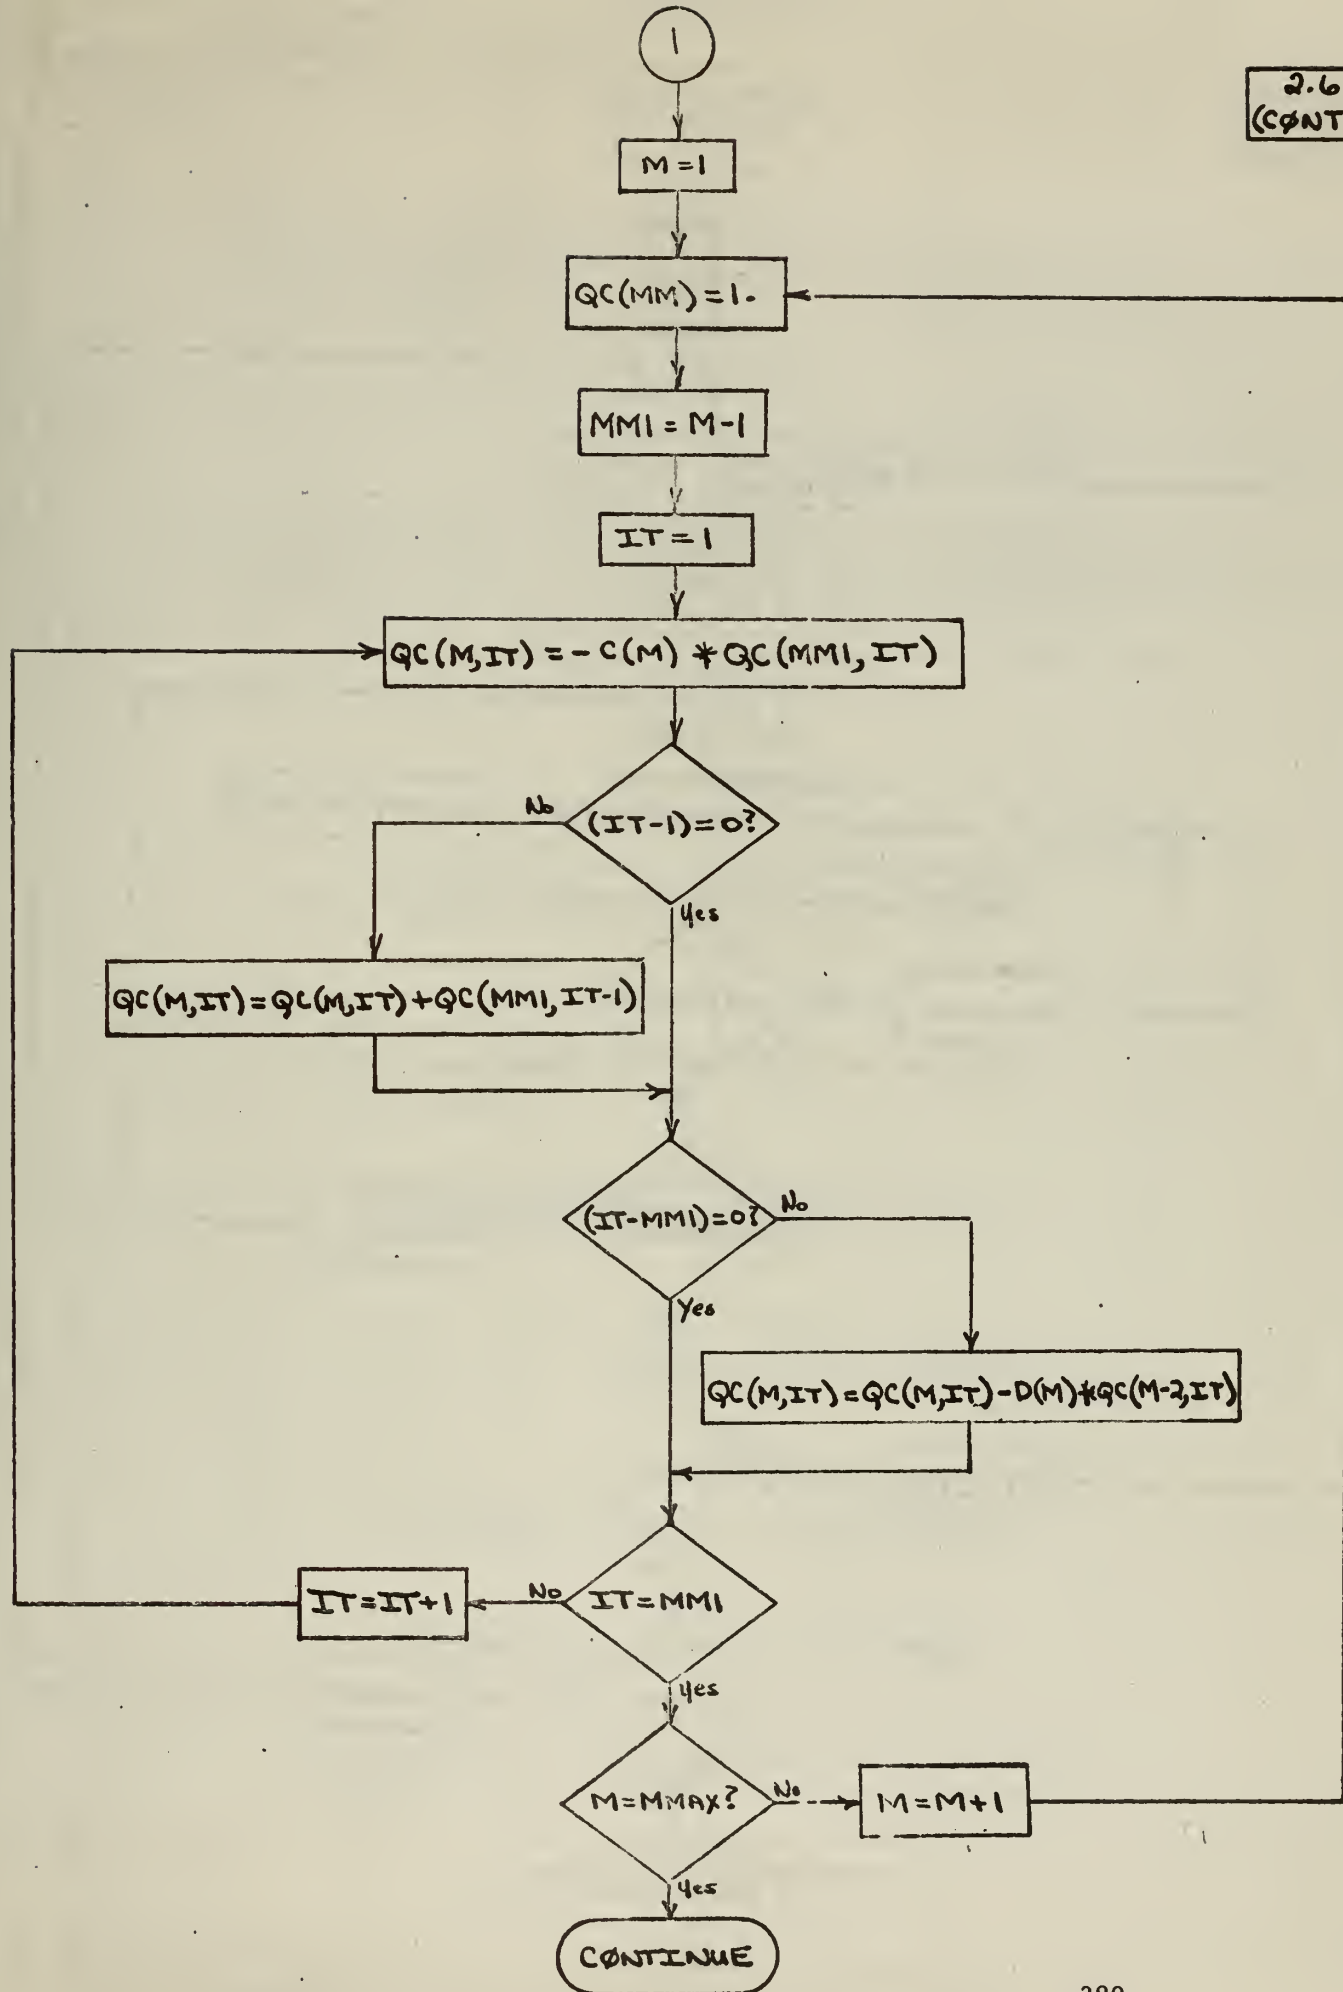 1
2.6
(CØNT
M=1
QC(MM)=1.
MM1=M-1
IT=1
QC(M,IT)=-C(M)*QC(MM1,IT)
(IT-1)=0?
No
Yes
QC(M,IT)=QC(M,IT)+QC(MM1,IT-1)
(IT-MM1)=0?
No
Yes
QC(M,IT)=QC(M,IT)-D(M)*QC(M-2,IT)
IT=MM1
No
IT=IT+1
Yes
M=MMAX?
No
M=M+1
Yes
CØNTINUE